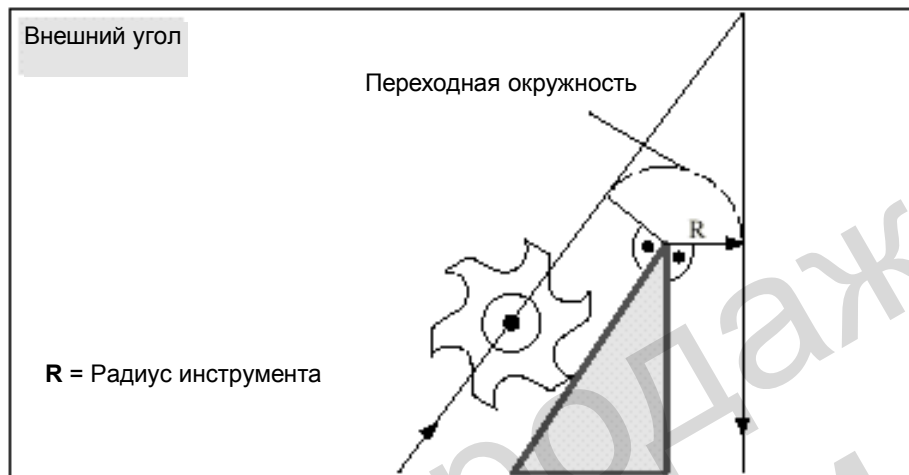 Внешний угол
Переходная окружность
R
R = Радиус инструмента